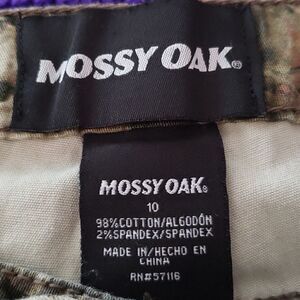 MOSSY OAK®
MOSSY OAK®
10
98%COTTON/ALGODÓN
2%SPANDEX/SPANDEX
MADE IN/HECHO EN
CHINA
RN#57116